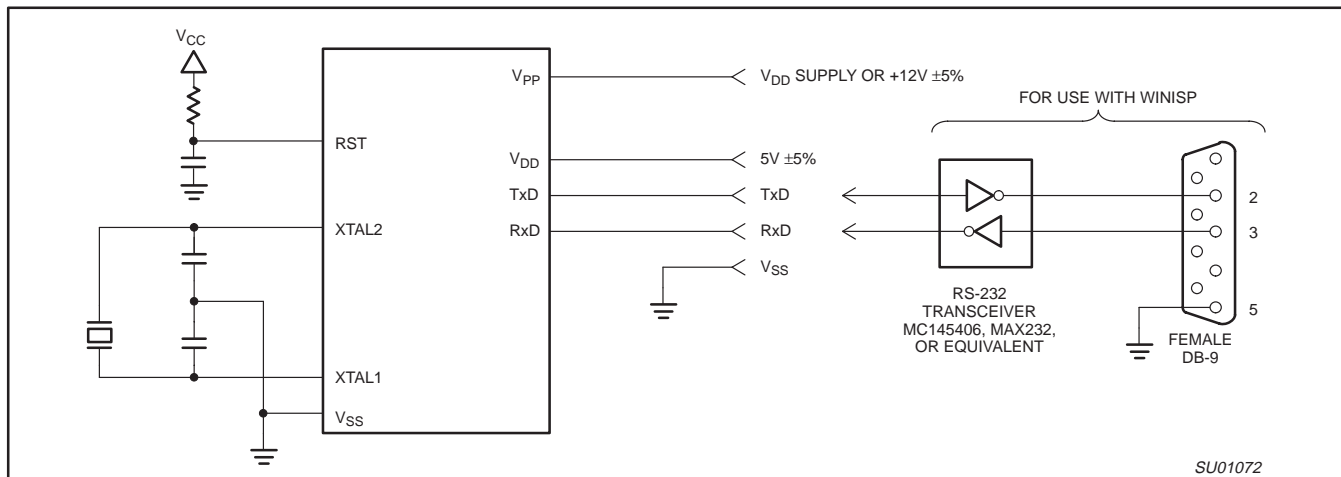 VCC
VPP
VDD SUPPLY OR +12V ±5%
FOR USE WITH WINISP
RST
VDD
5V ±5%
TxD
TxD
2
XTAL2
RxD
RxD
3
VSS
RS-232
TRANSCEIVER
MC145406, MAX232,
OR EQUIVALENT
5
FEMALE
DB-9
XTAL1
VSS
SU01072